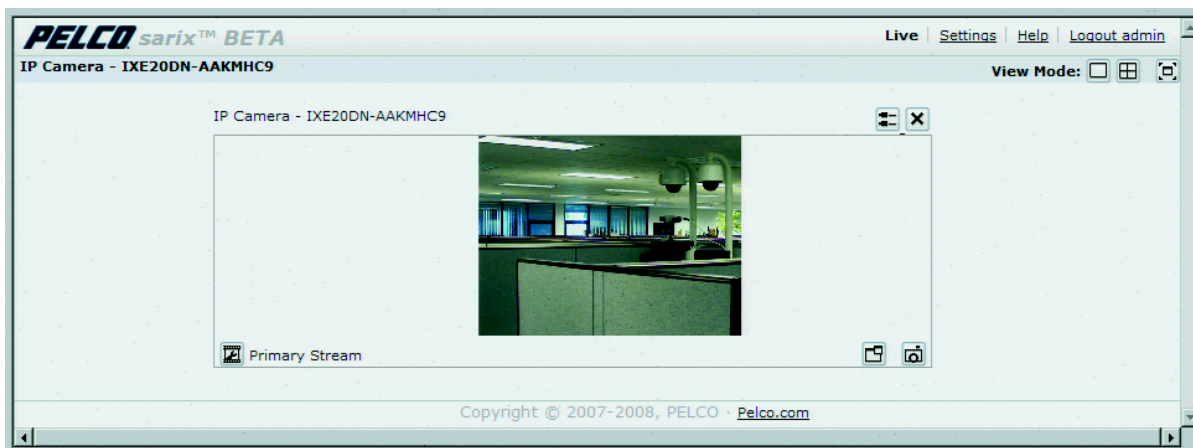 PELCO sarix™ BETA
Live Settings Help Logout admin
IP Camera - IXE20DN-AAKMHC9
View Mode:
IP Camera - IXE20DN-AAKMHC9
Primary Stream
Copyright © 2007-2008, PELCO · Pelco.com